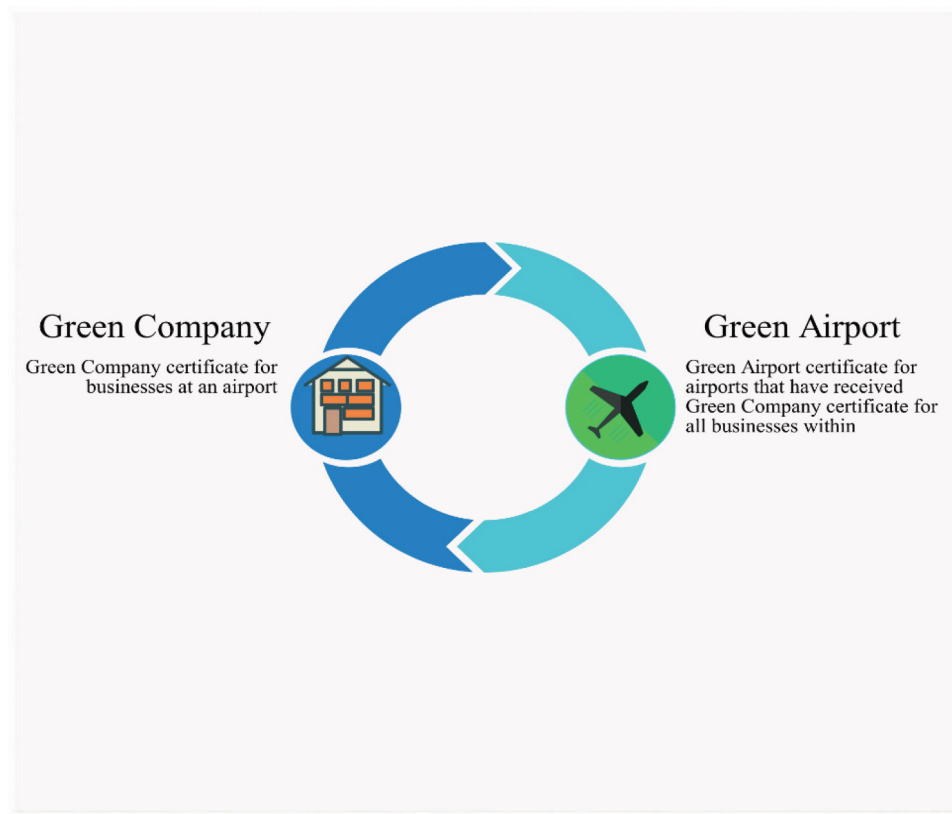 Green Company
Green Company certificate for
businesses at an airport
Green Airport
Green Airport certificate for
airports that have received
Green Company certificate for
all businesses within